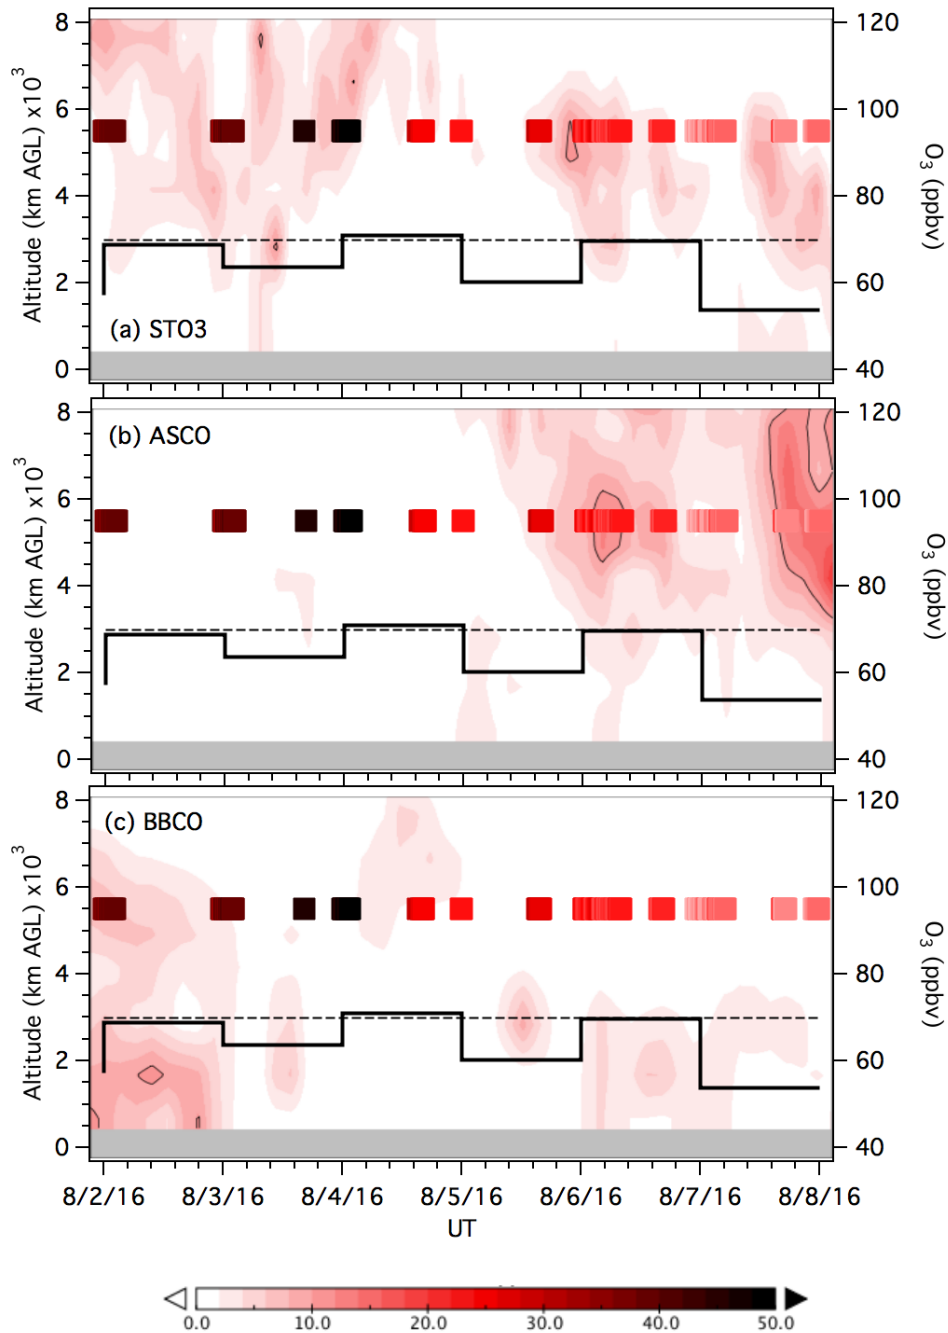 8
6
4
2
0
Altitude (km AGL) x10³
(a) STO3
120
100
80
60
40
O₃ (ppbv)
8
6
4
2
0
Altitude (km AGL) x10³
(b) ASCO
120
100
80
60
40
O₃ (ppbv)
8
6
4
2
0
Altitude (km AGL) x10³
(c) BBCO
120
100
80
60
40
O₃ (ppbv)
8/2/16 8/3/16 8/4/16 8/5/16 8/6/16 8/7/16 8/8/16
UT
0.0 10.0 20.0 30.0 40.0 50.0